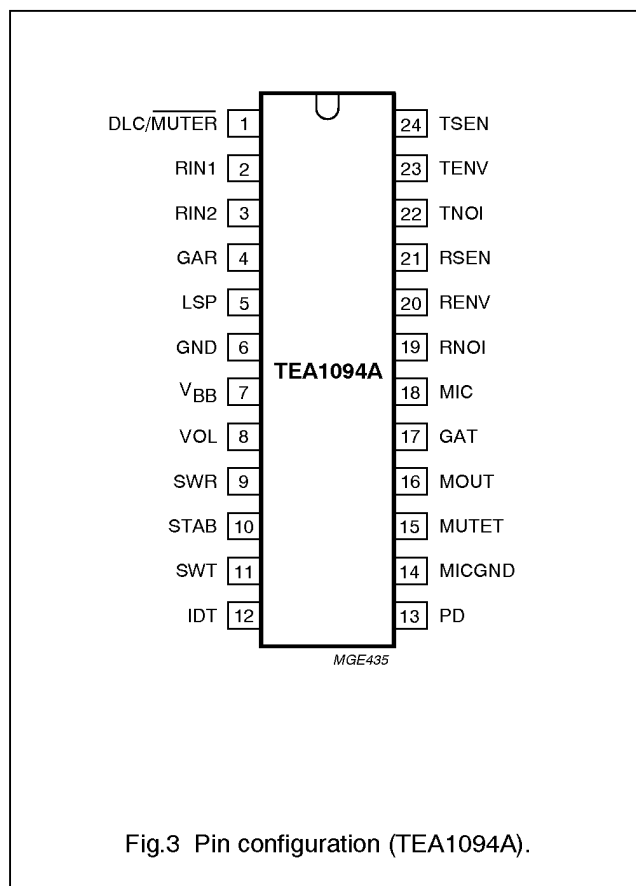 DLC/MUTER 1 24 TSEN
RIN1 2 23 TENV
RIN2 3 22 TNOI
GAR 4 21 RSEN
LSP 5 20 RENV
GND 6 19 RNOI
TEA1094A
VBB 7 18 MIC
VOL 8 17 GAT
SWR 9 16 MOUT
STAB 10 15 MUTET
SWT 11 14 MICGND
IDT 12 13 PD
MGE435
Fig.3 Pin configuration (TEA1094A).